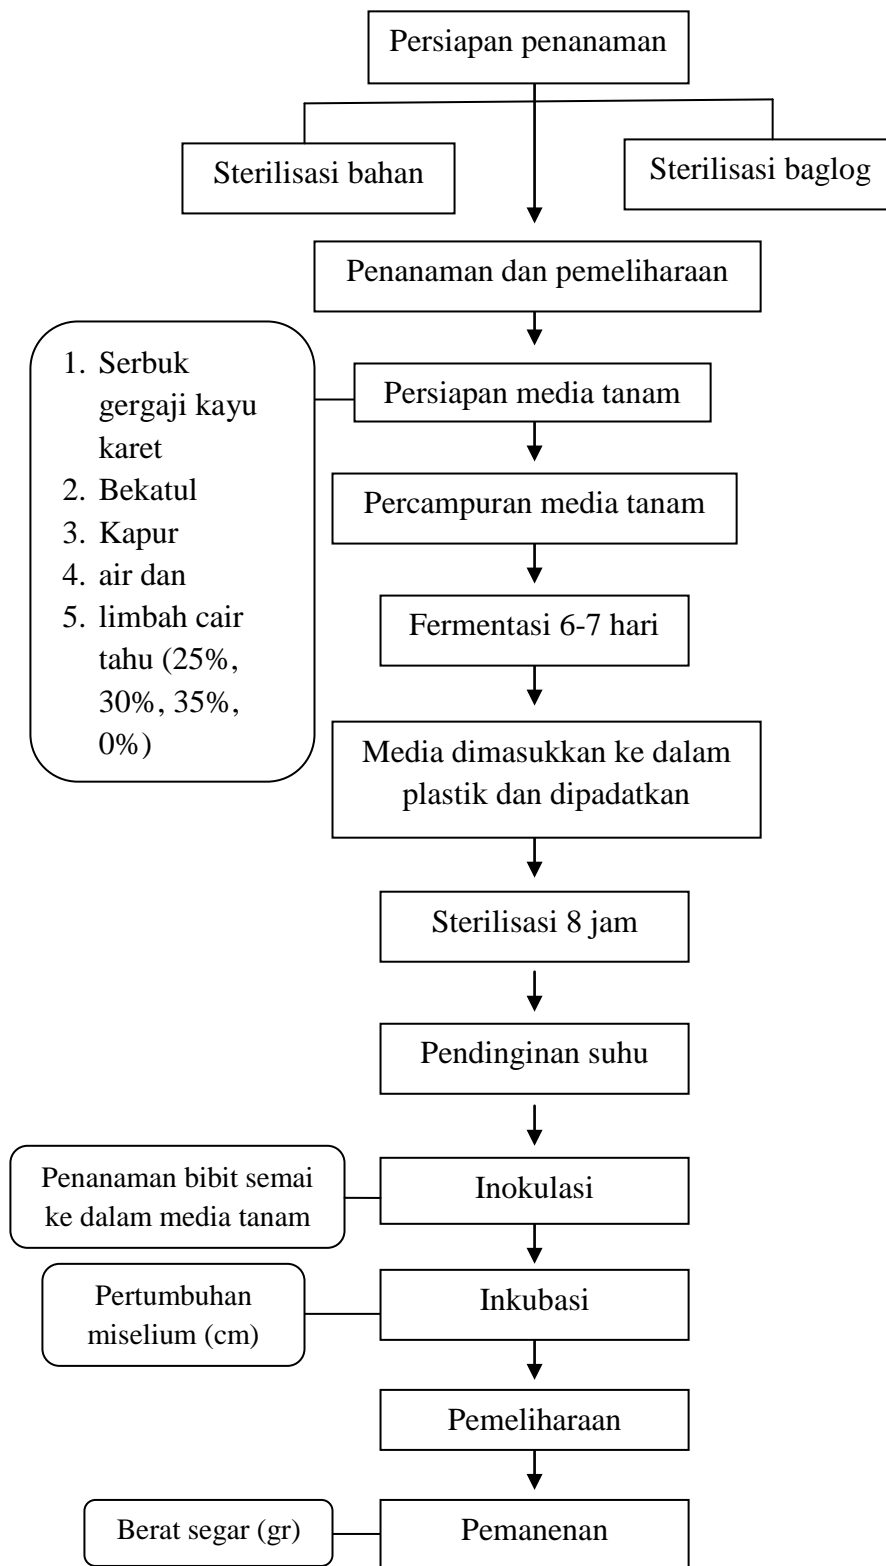 Persiapan penanaman
Sterilisasi bahan
Sterilisasi baglog
Penanaman dan pemeliharaan
1. Serbuk
gergaji kayu
karet
2. Bekatul
3. Kapur
4. air dan
5. limbah cair
tahu (25%,
30%, 35%,
0%)
Persiapan media tanam
Percampuran media tanam
Fermentasi 6-7 hari
Media dimasukkan ke dalam
plastik dan dipadatkan
Sterilisasi 8 jam
Pendinginan suhu
Penanaman bibit semai
ke dalam media tanam
Inokulasi
Pertumbuhan
miselium (cm)
Inkubasi
Pemeliharaan
Berat segar (gr)
Pemanenan